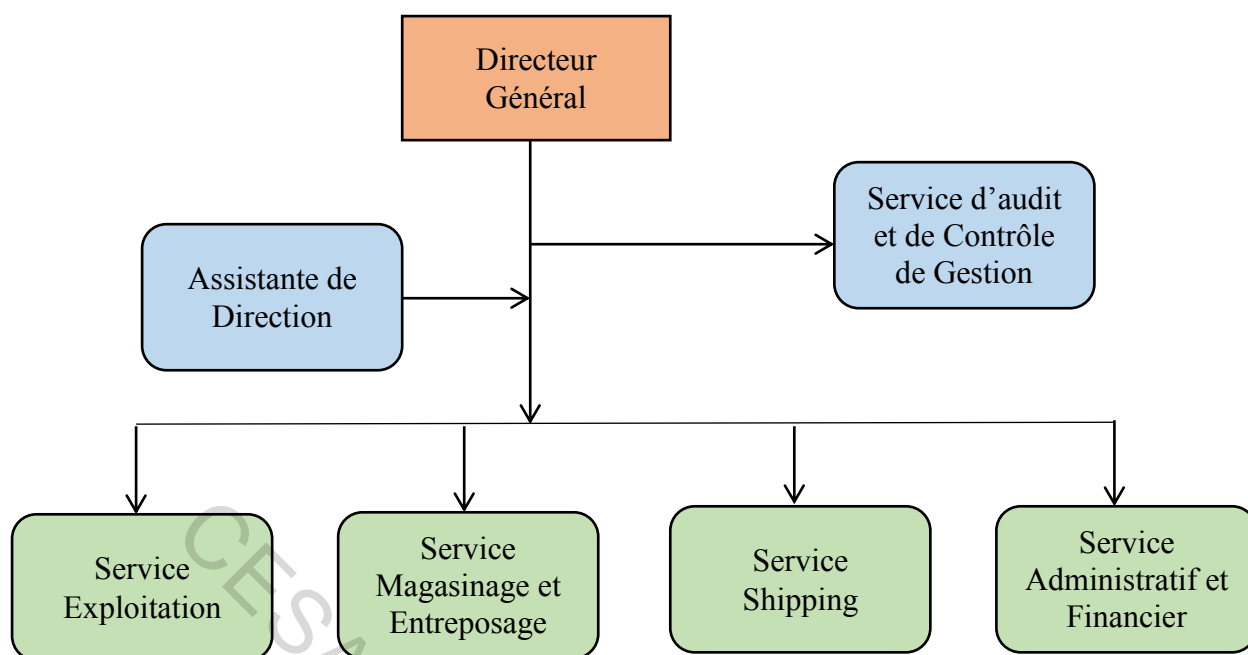 Directeur
Général
Service d'audit
et de Contrôle
de Gestion
Assistante de
Direction
Service
Exploitation
Service
Magasinage et
Entreposage
Service
Shipping
Service
Administratif et
Financier
CESA